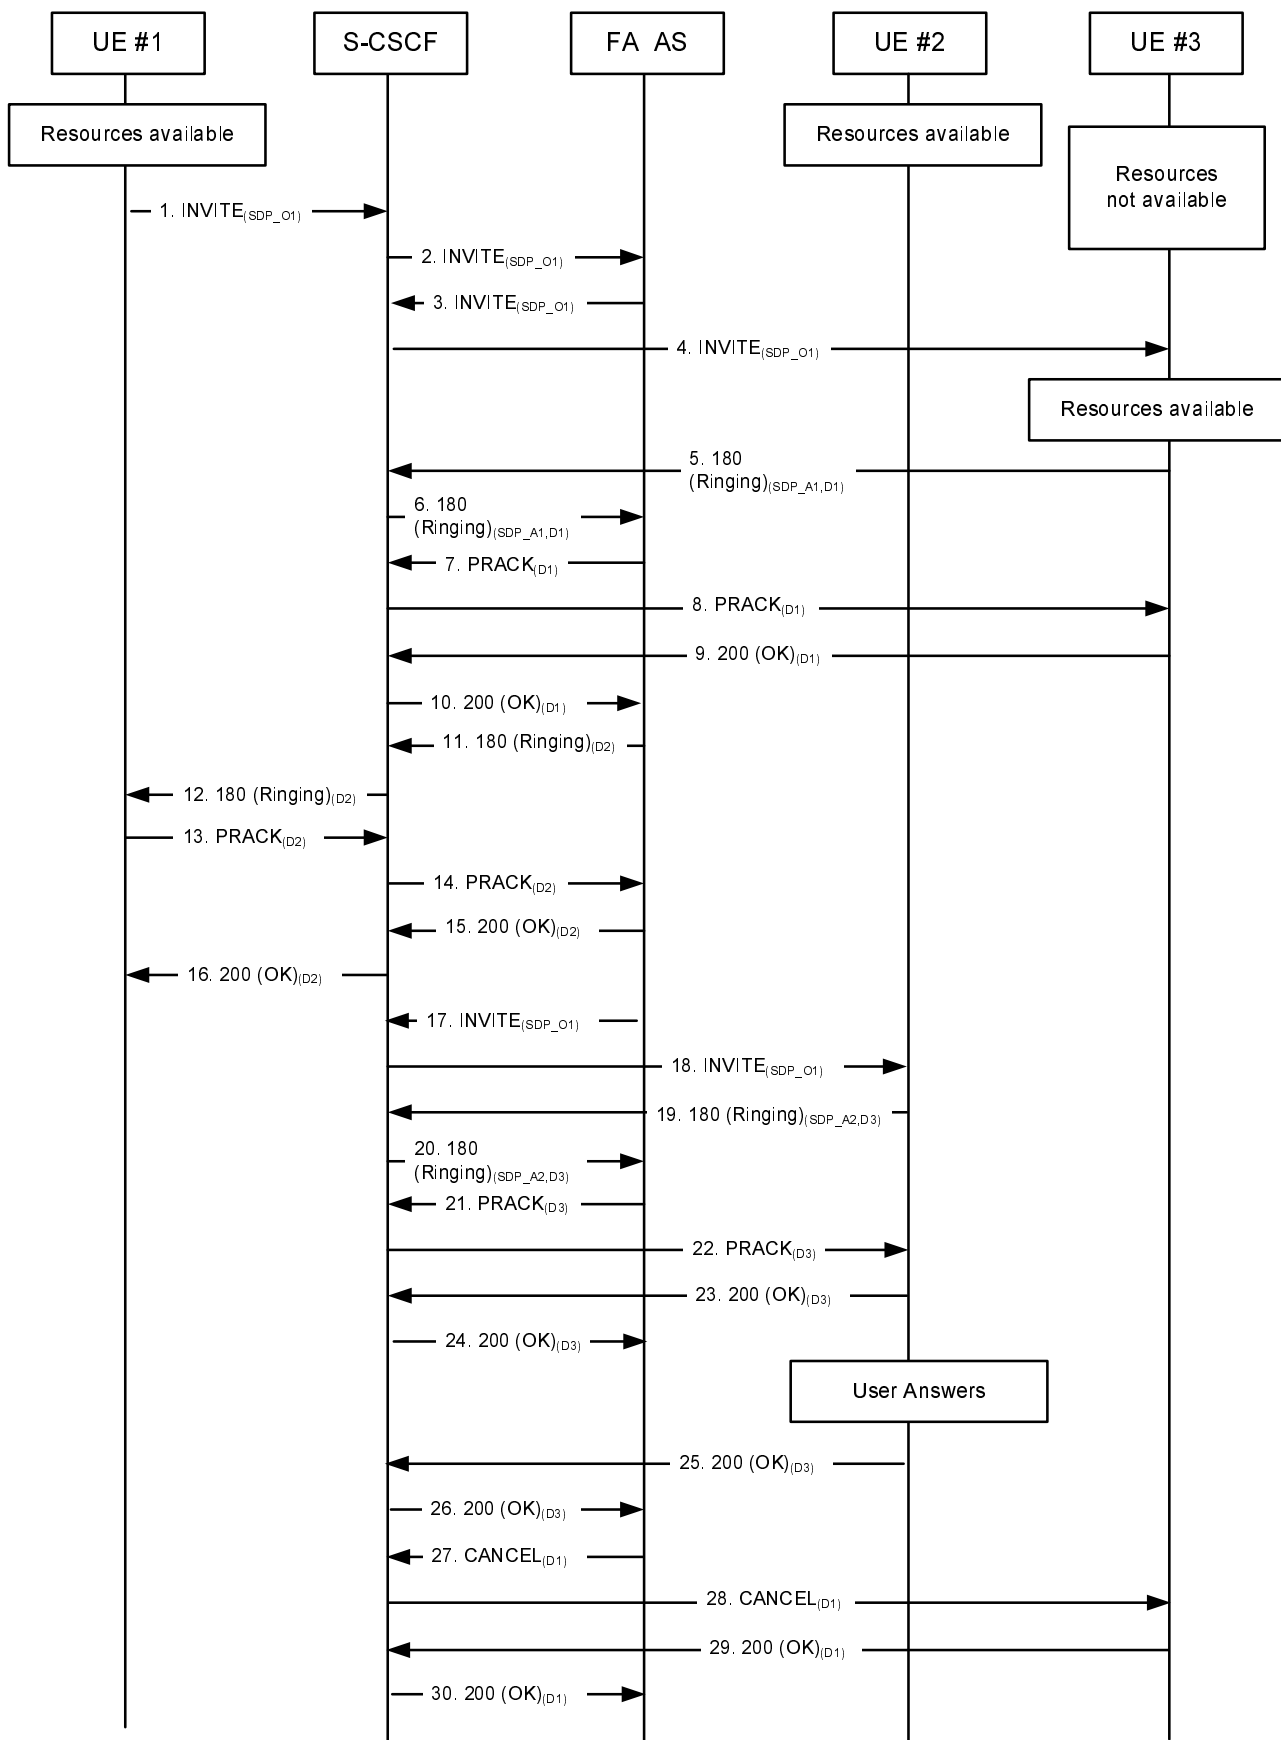 UE #1
S-CSCF
FA AS
UE #2
UE #3
Resources available
Resources available
Resources
not available
1. INVITE(SDP_O1)
2. INVITE(SDP_O1)
3. INVITE(SDP_O1)
4. INVITE(SDP_O1)
Resources available
5. 180
(Ringing)(SDP_A1,D1)
6. 180
(Ringing)(SDP_A1,D1)
7. PRACK(D1)
8. PRACK(D1)
9. 200 (OK)(D1)
10. 200 (OK)(D1)
11. 180 (Ringing)(D2)
12. 180 (Ringing)(D2)
13. PRACK(D2)
14. PRACK(D2)
15. 200 (OK)(D2)
16. 200 (OK)(D2)
17. INVITE(SDP_O1)
18. INVITE(SDP_O1)
19. 180 (Ringing)(SDP_A2,D3)
20. 180
(Ringing)(SDP_A2,D3)
21. PRACK(D3)
22. PRACK(D3)
23. 200 (OK)(D3)
24. 200 (OK)(D3)
User Answers
25. 200 (OK)(D3)
26. 200 (OK)(D3)
27. CANCEL(D1)
28. CANCEL(D1)
29. 200 (OK)(D1)
30. 200 (OK)(D1)